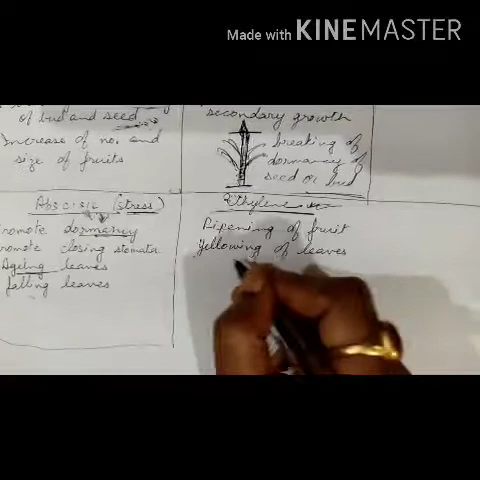 Made with KINEMASTER
of bud and seed
Increase of no. and
size of fruits
secondary growth
breaking of
dormancy of
seed or bud
Abscisic (stress)
romote dormancy
romote closing stomata
Ageing leaves
falling leaves
Ethylene
Ripening of fruit
yellowing of leaves